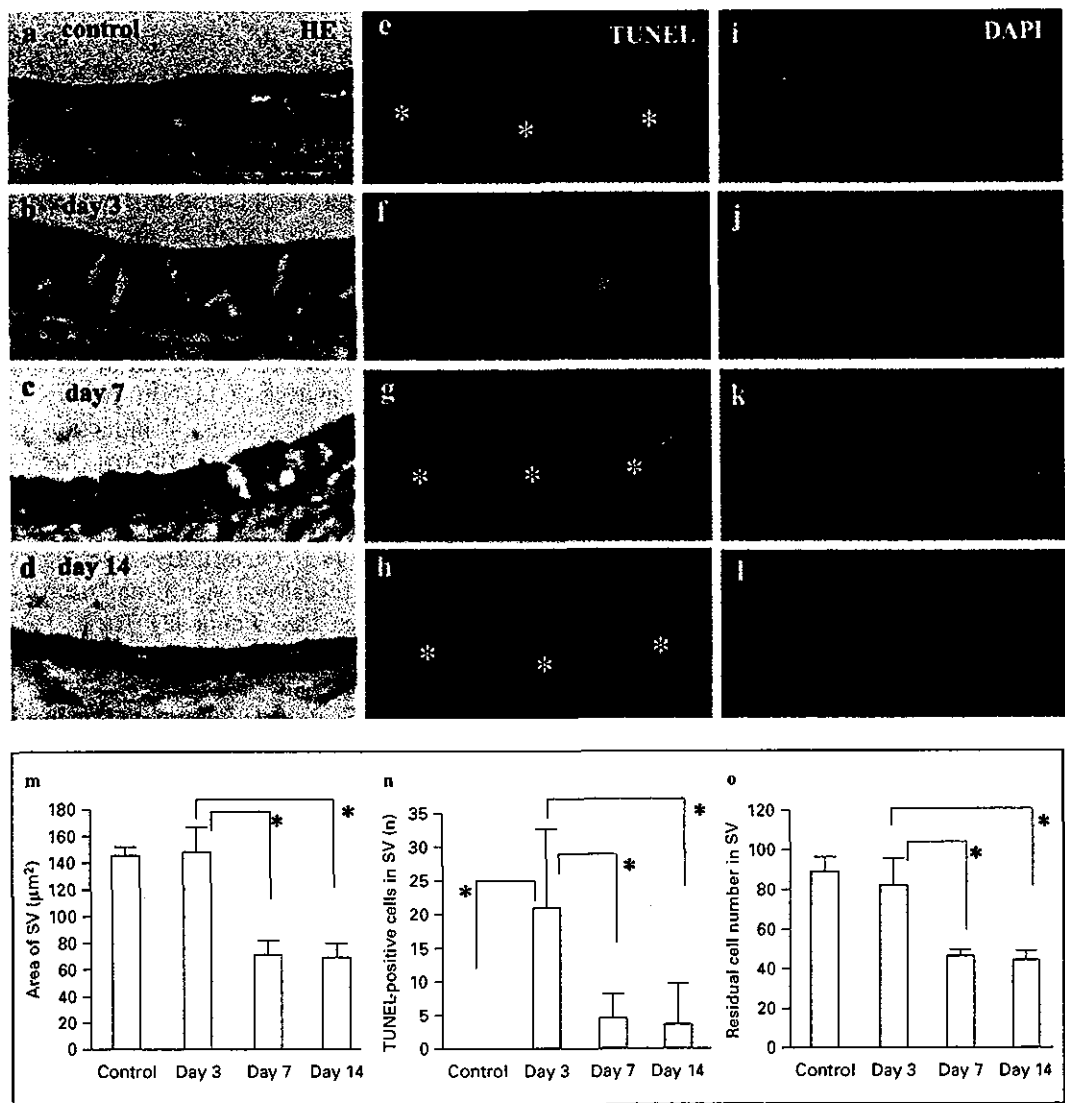 a control HE
e TUNEL
i DAPI
* * *
b day 3
f
j
*
c day 7
g
k
* * *
d day 14
h
l
* * *
m
180
160
140
120
100
80
60
40
20
0
Area of SV (μm²)
* *
Control Day 3 Day 7 Day 14
n
35
30
25
20
15
10
5
0
TUNEL-positive cells in SV (n)
* * *
Control Day 3 Day 7 Day 14
o
120
100
80
60
40
20
0
Residual cell number in SV
* *
Control Day 3 Day 7 Day 14